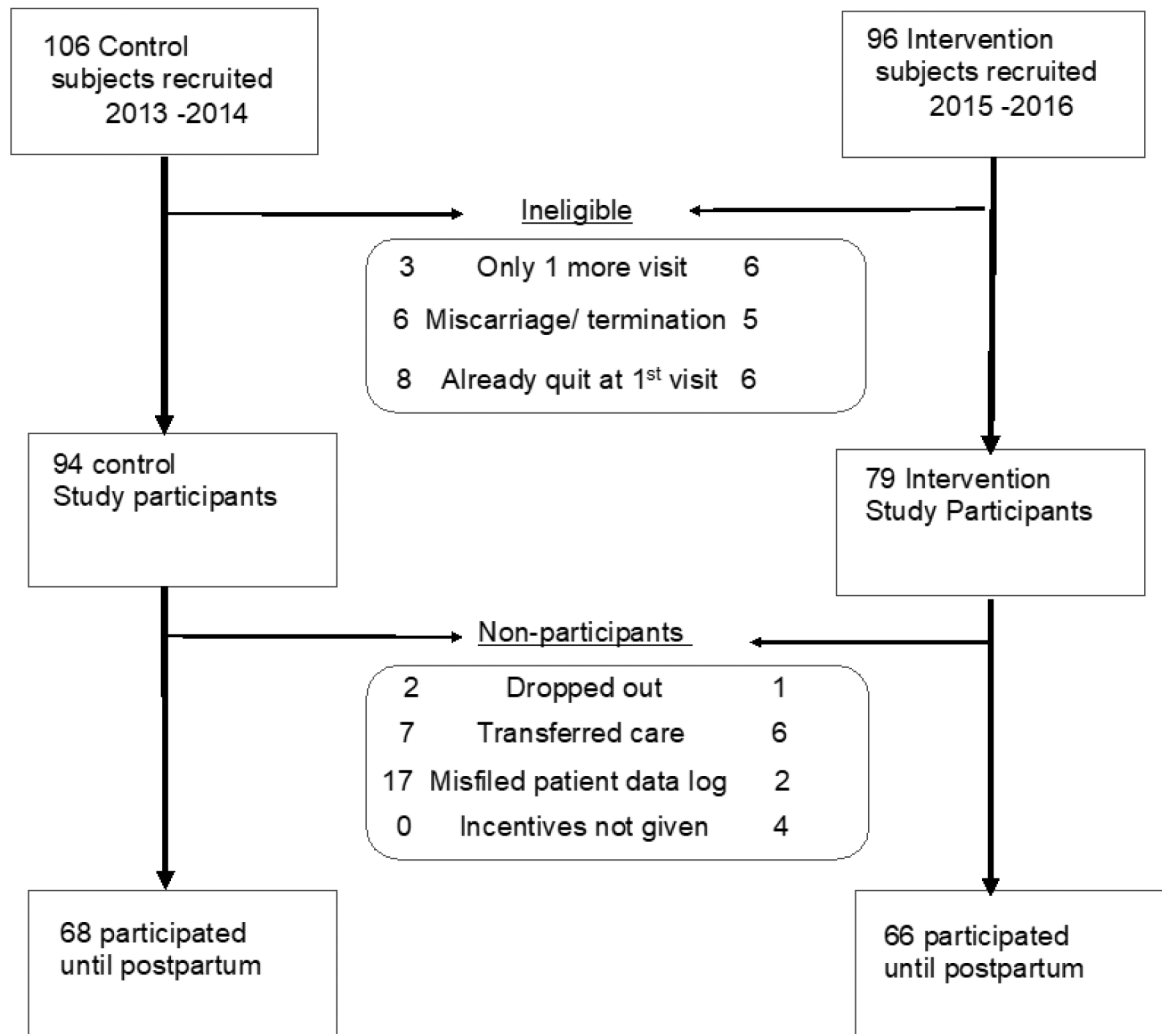 106 Control
subjects recruited
2013 -2014
96 Intervention
subjects recruited
2015 -2016
Ineligible
3 Only 1 more visit 6
6 Miscarriage/ termination 5
8 Already quit at 1st visit 6
94 control
Study participants
79 Intervention
Study Participants
Non-participants
2 Dropped out 1
7 Transferred care 6
17 Misfiled patient data log 2
0 Incentives not given 4
68 participated
until postpartum
66 participated
until postpartum